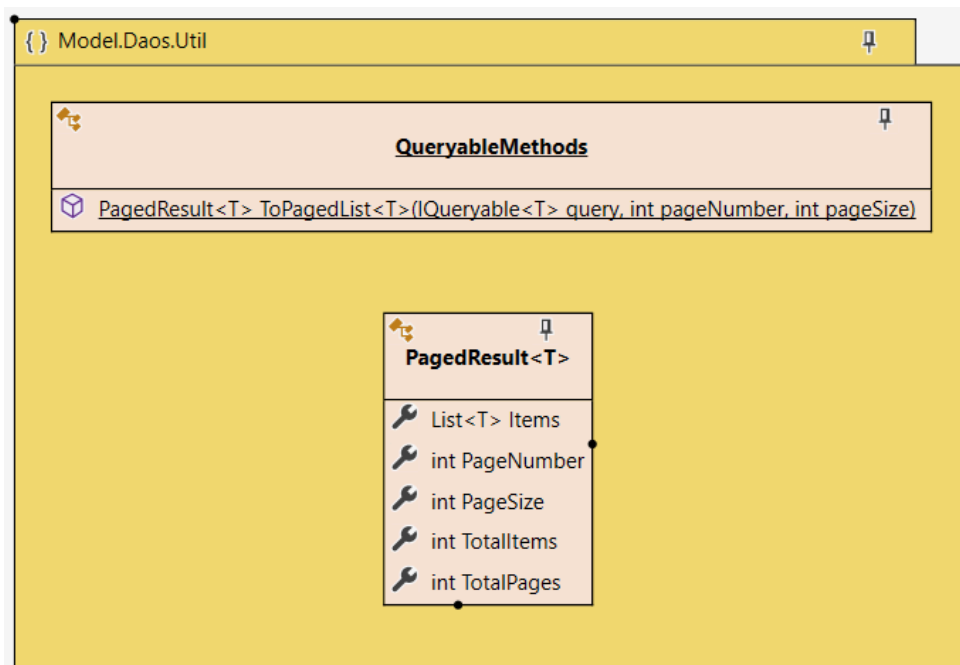 { } Model.Daos.Util
QueryableMethods
PagedResult<T> ToPagedList<T>(IQueryable<T> query, int pageNumber, int pageSize)
PagedResult<T>
List<T> Items
int PageNumber
int PageSize
int TotalItems
int TotalPages